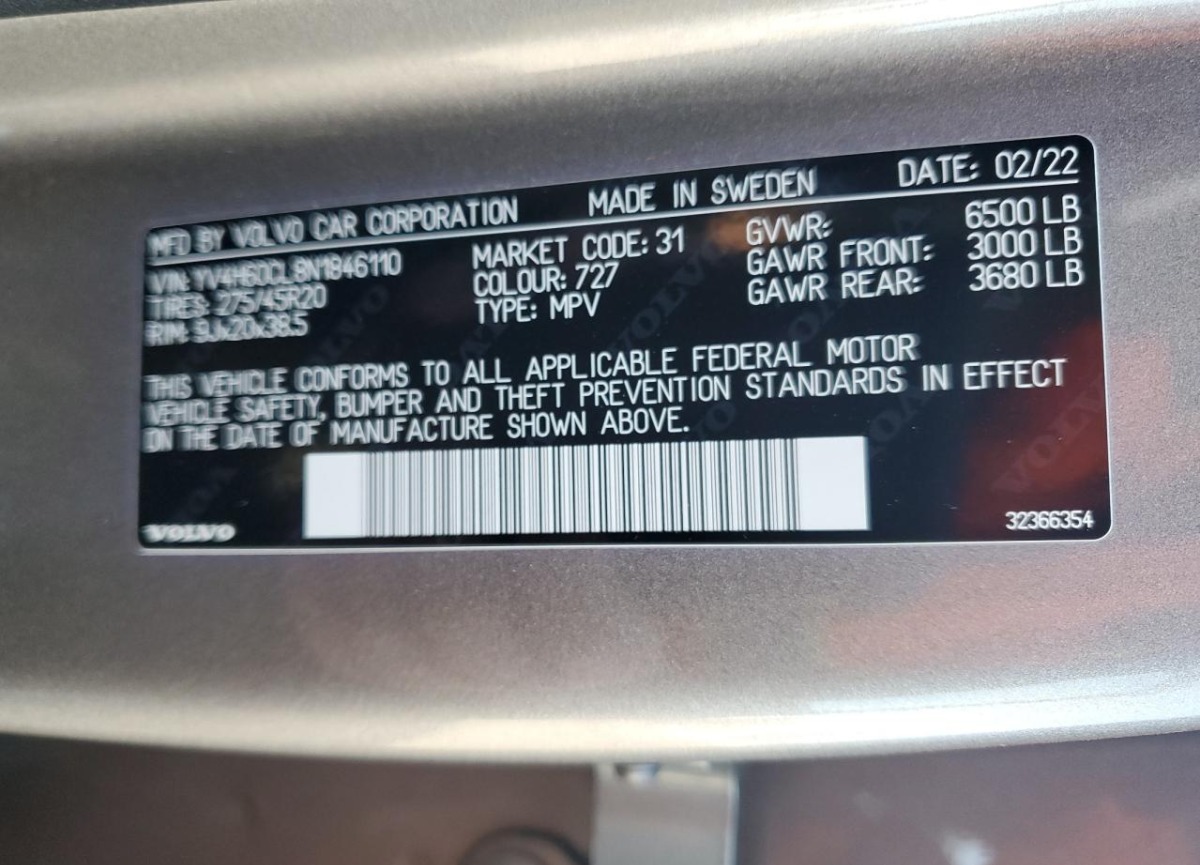 MFD BY VOLVO CAR CORPORATION MADE IN SWEDEN DATE: 02/22
VIN: YV4H60CL8N1846110 MARKET CODE: 31 GVWR: 6500 LB
TIRES: 275/45R20 COLOUR: 727 GAWR FRONT: 3000 LB
RIM: 9Jx20x38.5 TYPE: MPV GAWR REAR: 3680 LB
THIS VEHICLE CONFORMS TO ALL APPLICABLE FEDERAL MOTOR
VEHICLE SAFETY, BUMPER AND THEFT PREVENTION STANDARDS IN EFFECT
ON THE DATE OF MANUFACTURE SHOWN ABOVE.
VOLVO 32366354